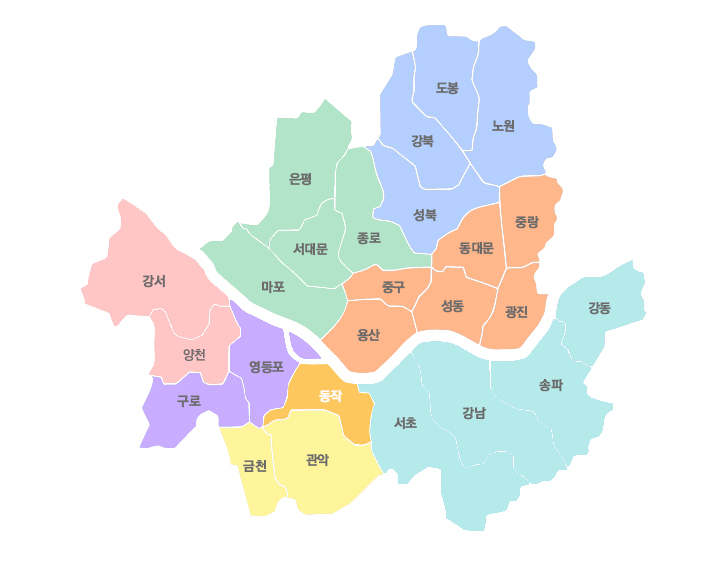 도봉
노원
강북
은평
성북
중랑
종로
동대문
서대문
강서
마포
중구
성동
광진
강동
용산
양천
영등포
송파
동작
구로
강남
서초
관악
금천